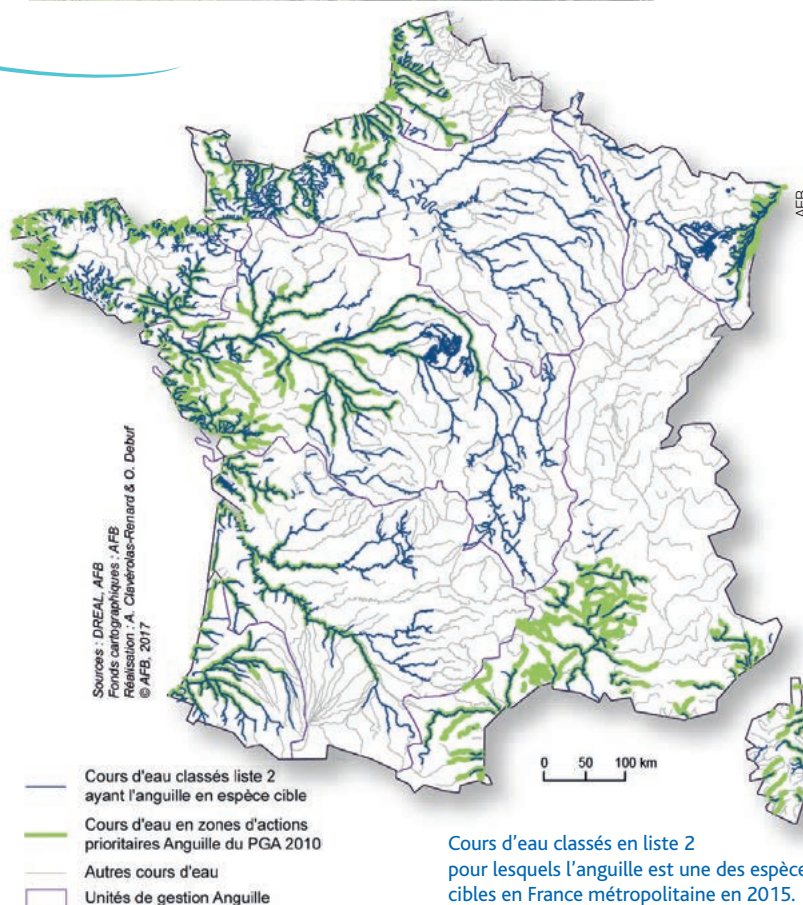 AFB
Sources : DREAL, AFB
Fonds cartographiques : AFB
Réalisation : A. Clavérolas-Renard & O. Debuf
© AFB, 2017
0 50 100 km
Cours d'eau classés liste 2
ayant l'anguille en espèce cible
Cours d'eau en zones d'actions
prioritaires Anguille du PGA 2010
Autres cours d'eau
Unités de gestion Anguille
Cours d’eau classés en liste 2
pour lesquels l’anguille est une des espèce
cibles en France métropolitaine en 2015.